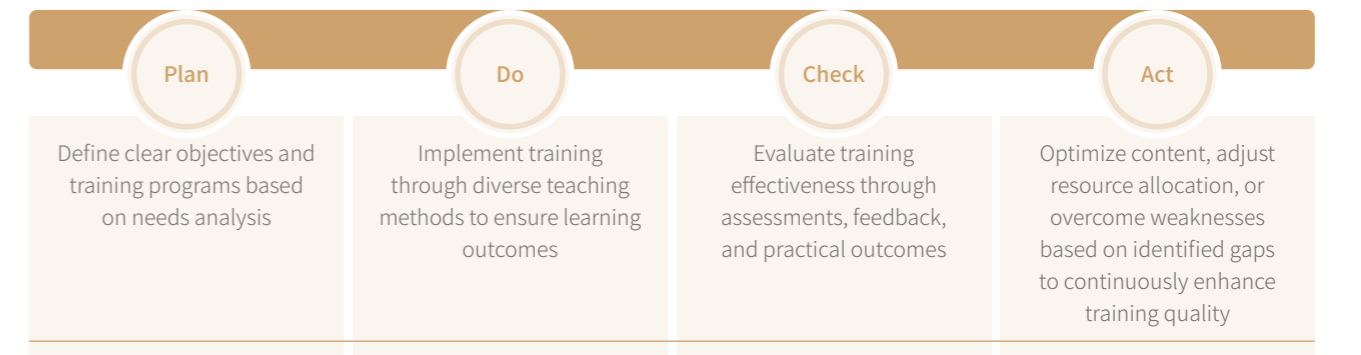 Plan
Define clear objectives and
training programs based
on needs analysis
Do
Implement training
through diverse teaching
methods to ensure learning
outcomes
Check
Evaluate training
effectiveness through
assessments, feedback,
and practical outcomes
Act
Optimize content, adjust
resource allocation, or
overcome weaknesses
based on identified gaps
to continuously enhance
training quality